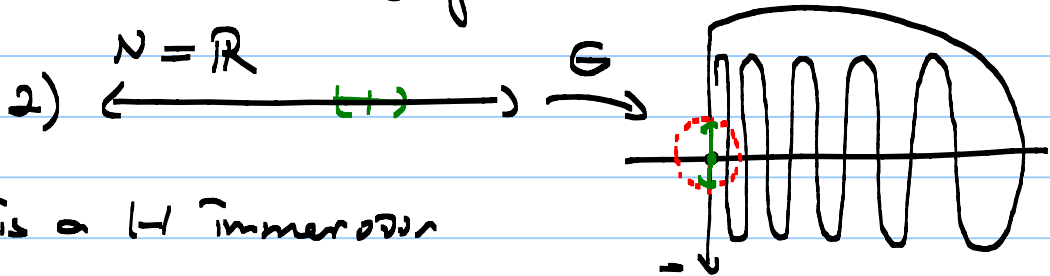 N = ℝ
G
2)
is a 1-1 immersion